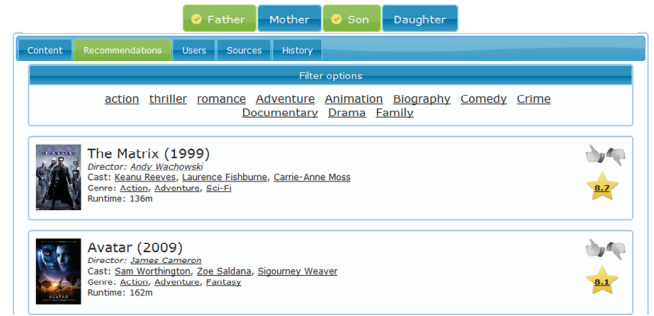 Father Mother Son Daughter
Content Recommendations Users Sources History
Filter options
action thriller romance Adventure Animation Biography Comedy Crime
Documentary Drama Family
The Matrix (1999)
Director: Andy Wachowski
Cast: Keanu Reeves, Laurence Fishburne, Carrie-Anne Moss
Genre: Action, Adventure, Sci-Fi
Runtime: 136m
8.7
Avatar (2009)
Director: James Cameron
Cast: Sam Worthington, Zoe Saldana, Sigourney Weaver
Genre: Action, Adventure, Fantasy
Runtime: 162m
8.1
AVATAR